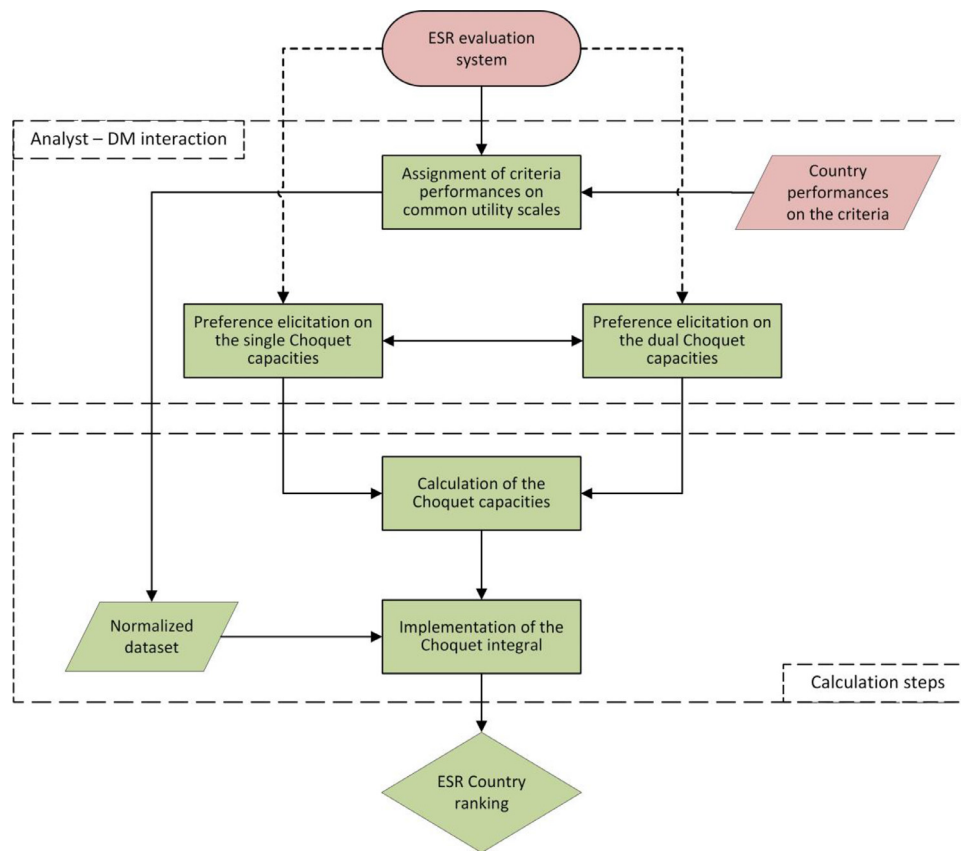 ESR evaluation
system
Analyst – DM interaction
Assignment of criteria
performances on
common utility scales
Country
performances
on the criteria
Preference elicitation on
the single Choquet
capacities
Preference elicitation on
the dual Choquet
capacities
Calculation of the
Choquet capacities
Normalized
dataset
Implementation of the
Choquet integral
Calculation steps
ESR Country
ranking